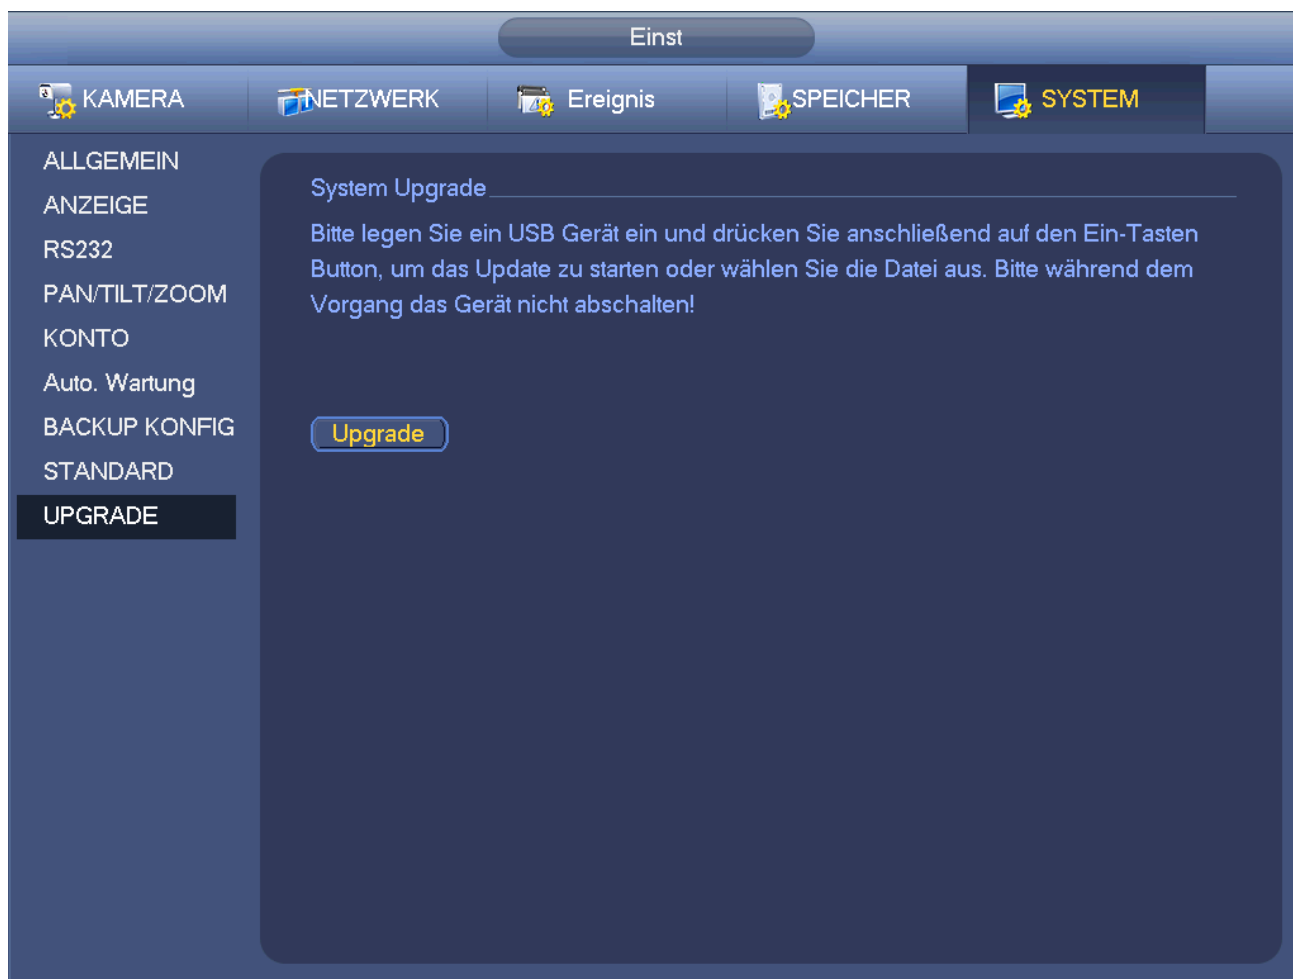 Einst
KAMERA
NETZWERK
Ereignis
SPEICHER
SYSTEM
ALLGEMEIN
ANZEIGE
RS232
PAN/TILT/ZOOM
KONTO
Auto. Wartung
BACKUP KONFIG
STANDARD
UPGRADE
System Upgrade
Bitte legen Sie ein USB Gerät ein und drücken Sie anschließend auf den Ein-Tasten
Button, um das Update zu starten oder wählen Sie die Datei aus. Bitte während dem
Vorgang das Gerät nicht abschalten!
Upgrade